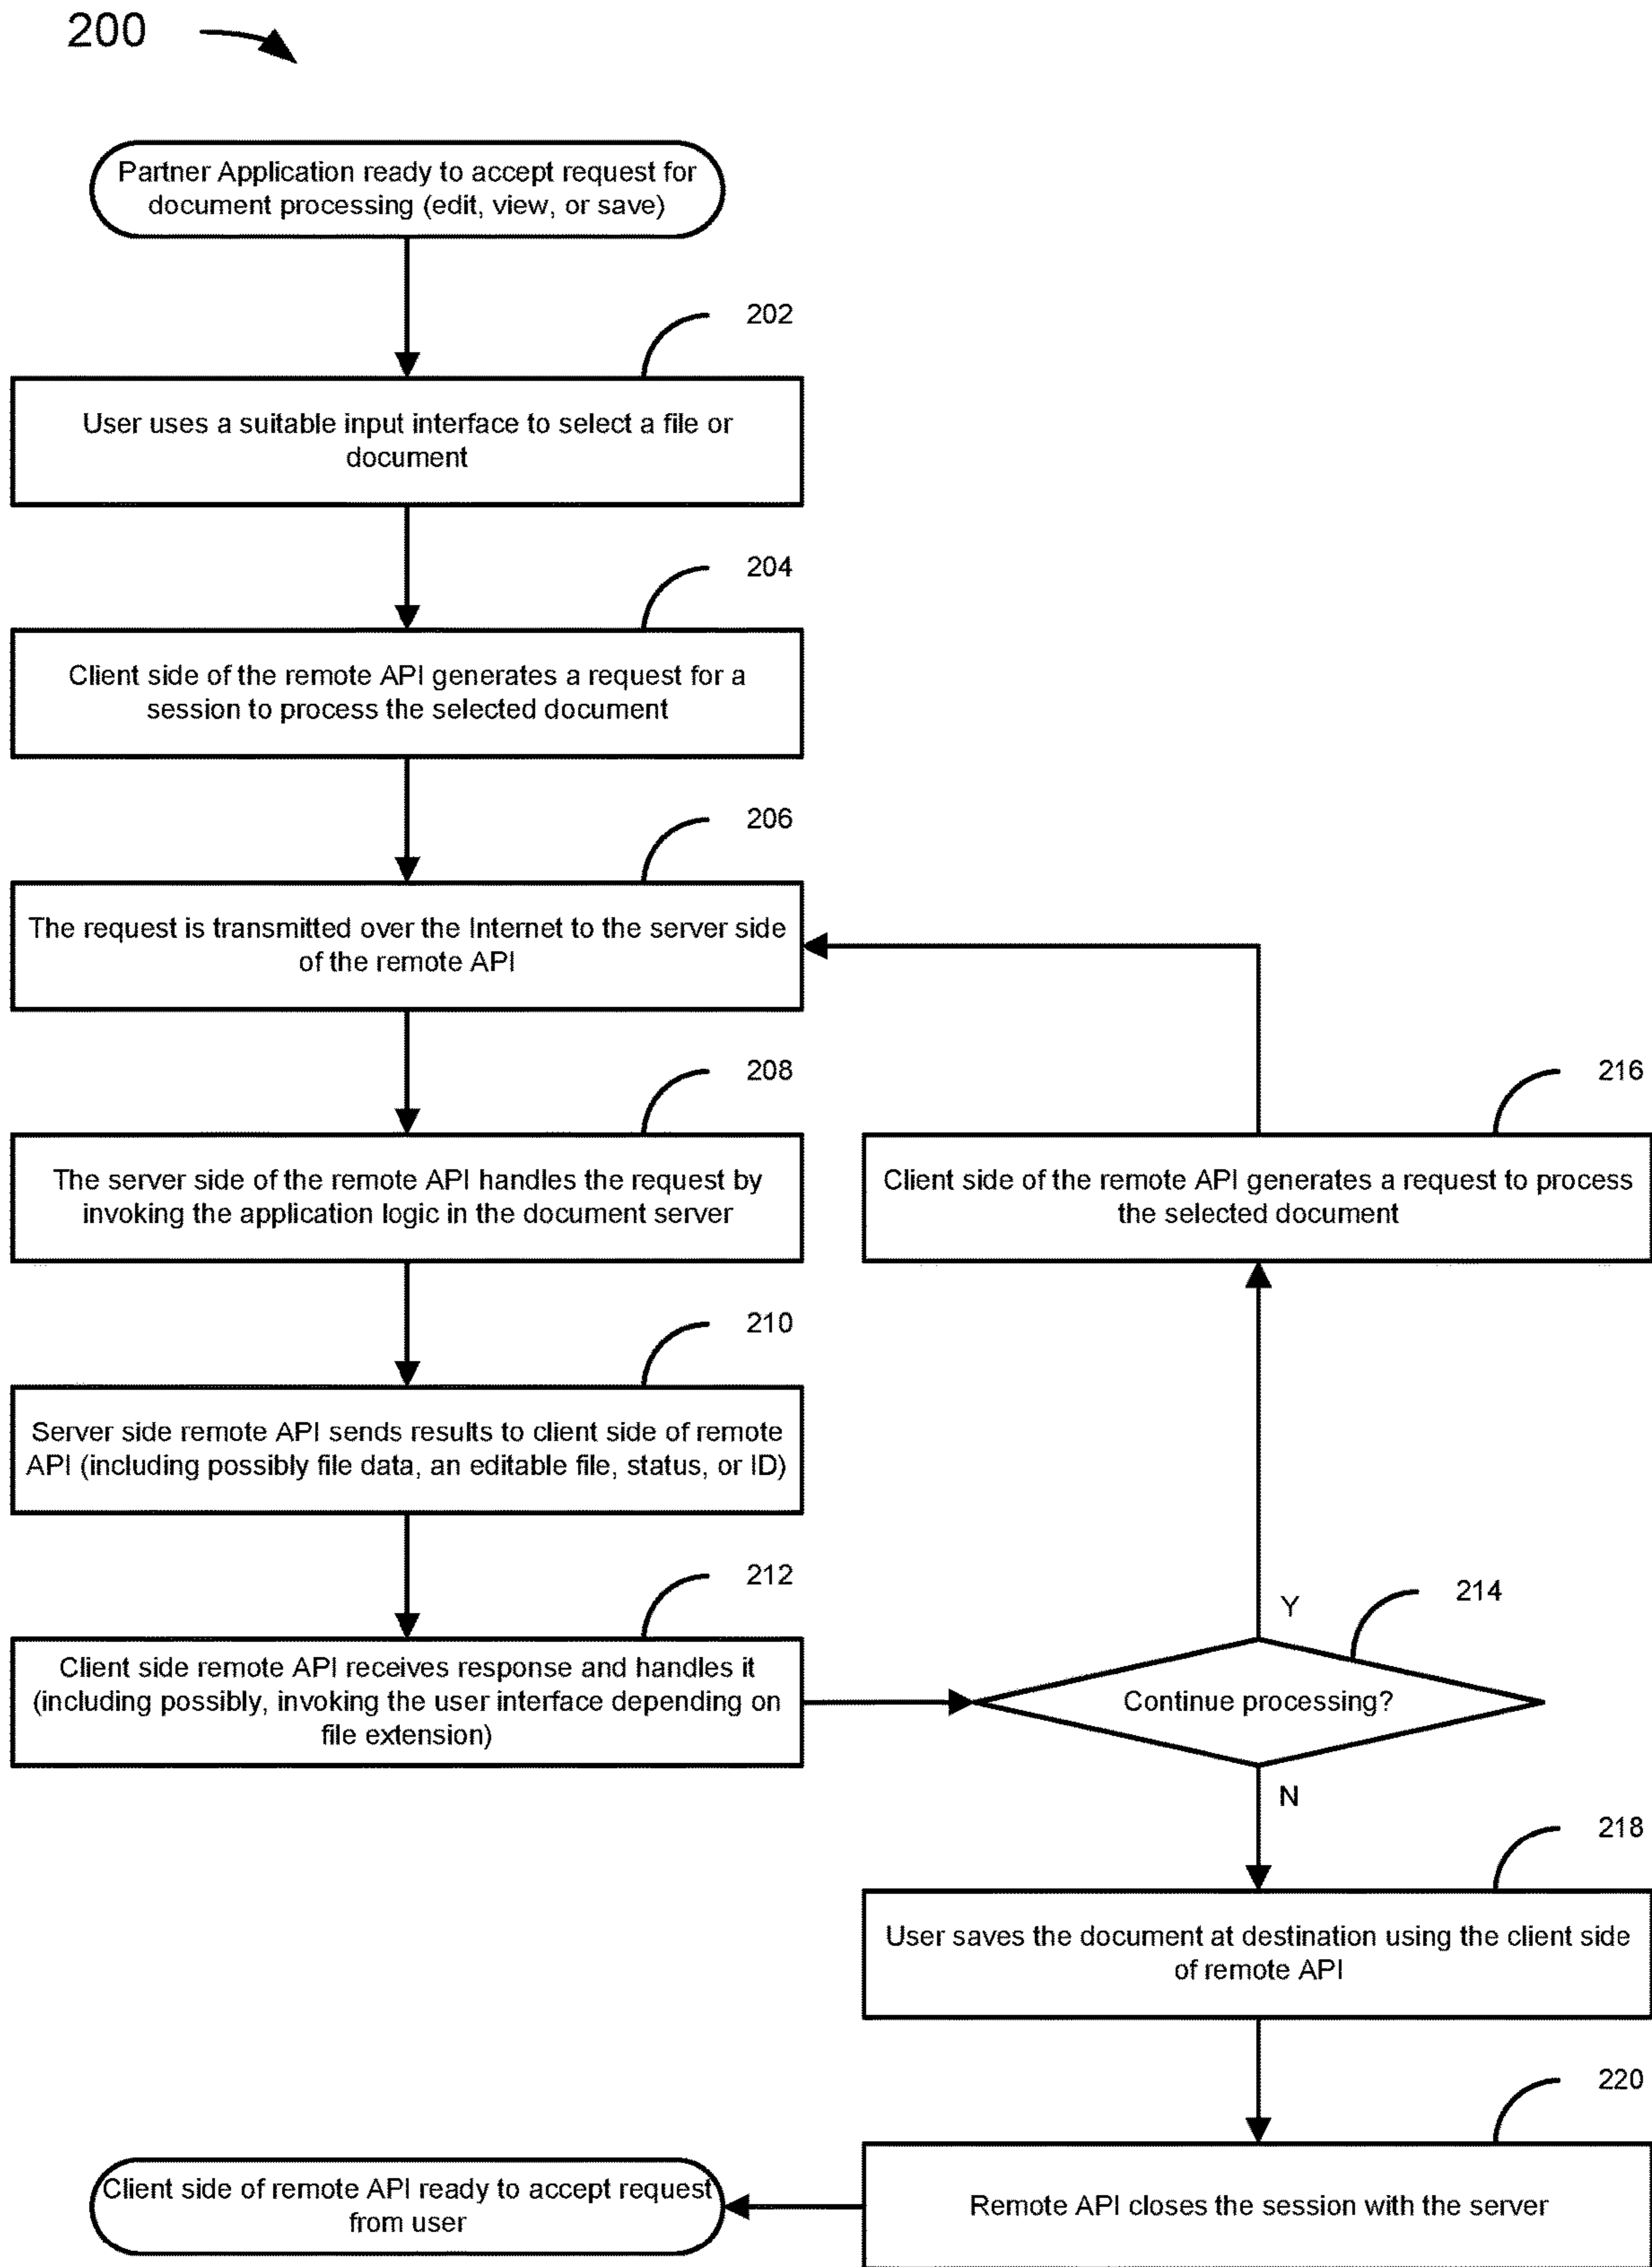 200
Partner Application ready to accept request for
document processing (edit, view, or save)
202
User uses a suitable input interface to select a file or
document
204
Client side of the remote API generates a request for a
session to process the selected document
206
The request is transmitted over the Internet to the server side
of the remote API
208
The server side of the remote API handles the request by
invoking the application logic in the document server
216
Client side of the remote API generates a request to process
the selected document
210
Server side remote API sends results to client side of remote
API (including possibly file data, an editable file, status, or ID)
212
Client side remote API receives response and handles it
(including possibly, invoking the user interface depending on
file extension)
214
Y
Continue processing?
N
218
User saves the document at destination using the client side
of remote API
220
Remote API closes the session with the server
Client side of remote API ready to accept request
from user